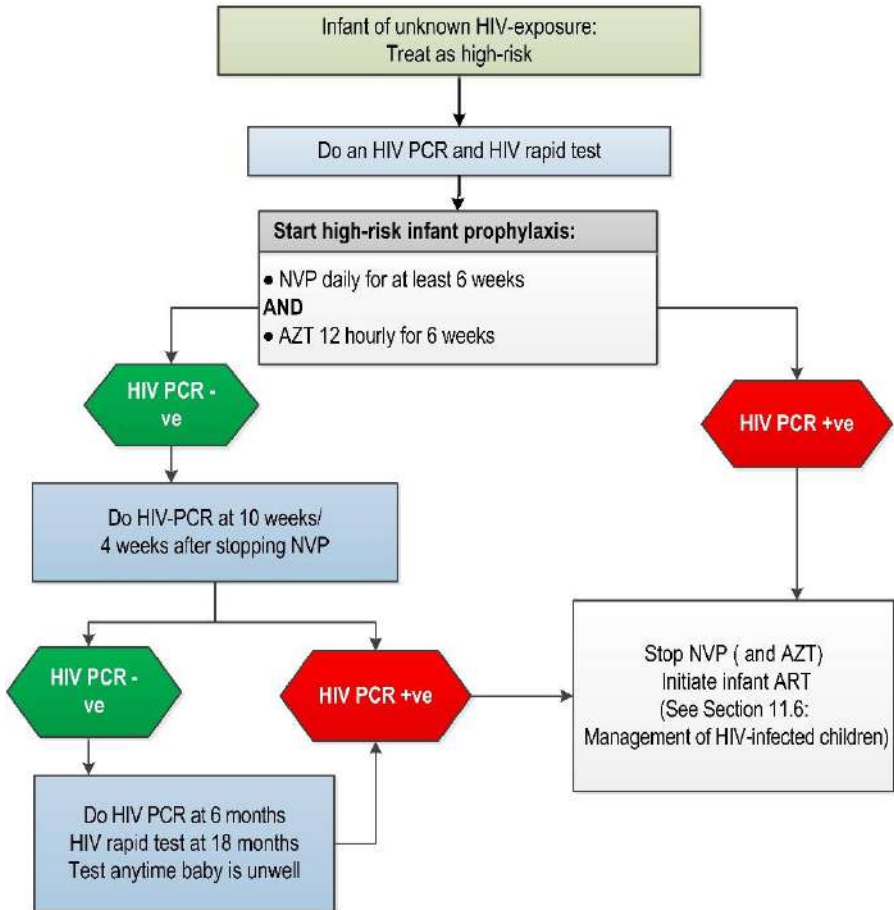 Infant of unknown HIV-exposure:
Treat as high-risk
Do an HIV PCR and HIV rapid test
Start high-risk infant prophylaxis:
● NVP daily for at least 6 weeks
AND
● AZT 12 hourly for 6 weeks
HIV PCR -
ve
HIV PCR +ve
Do HIV-PCR at 10 weeks/
4 weeks after stopping NVP
HIV PCR -
ve
HIV PCR +ve
Stop NVP ( and AZT)
Initiate infant ART
(See Section 11.6:
Management of HIV-infected children)
Do HIV PCR at 6 months
HIV rapid test at 18 months
Test anytime baby is unwell